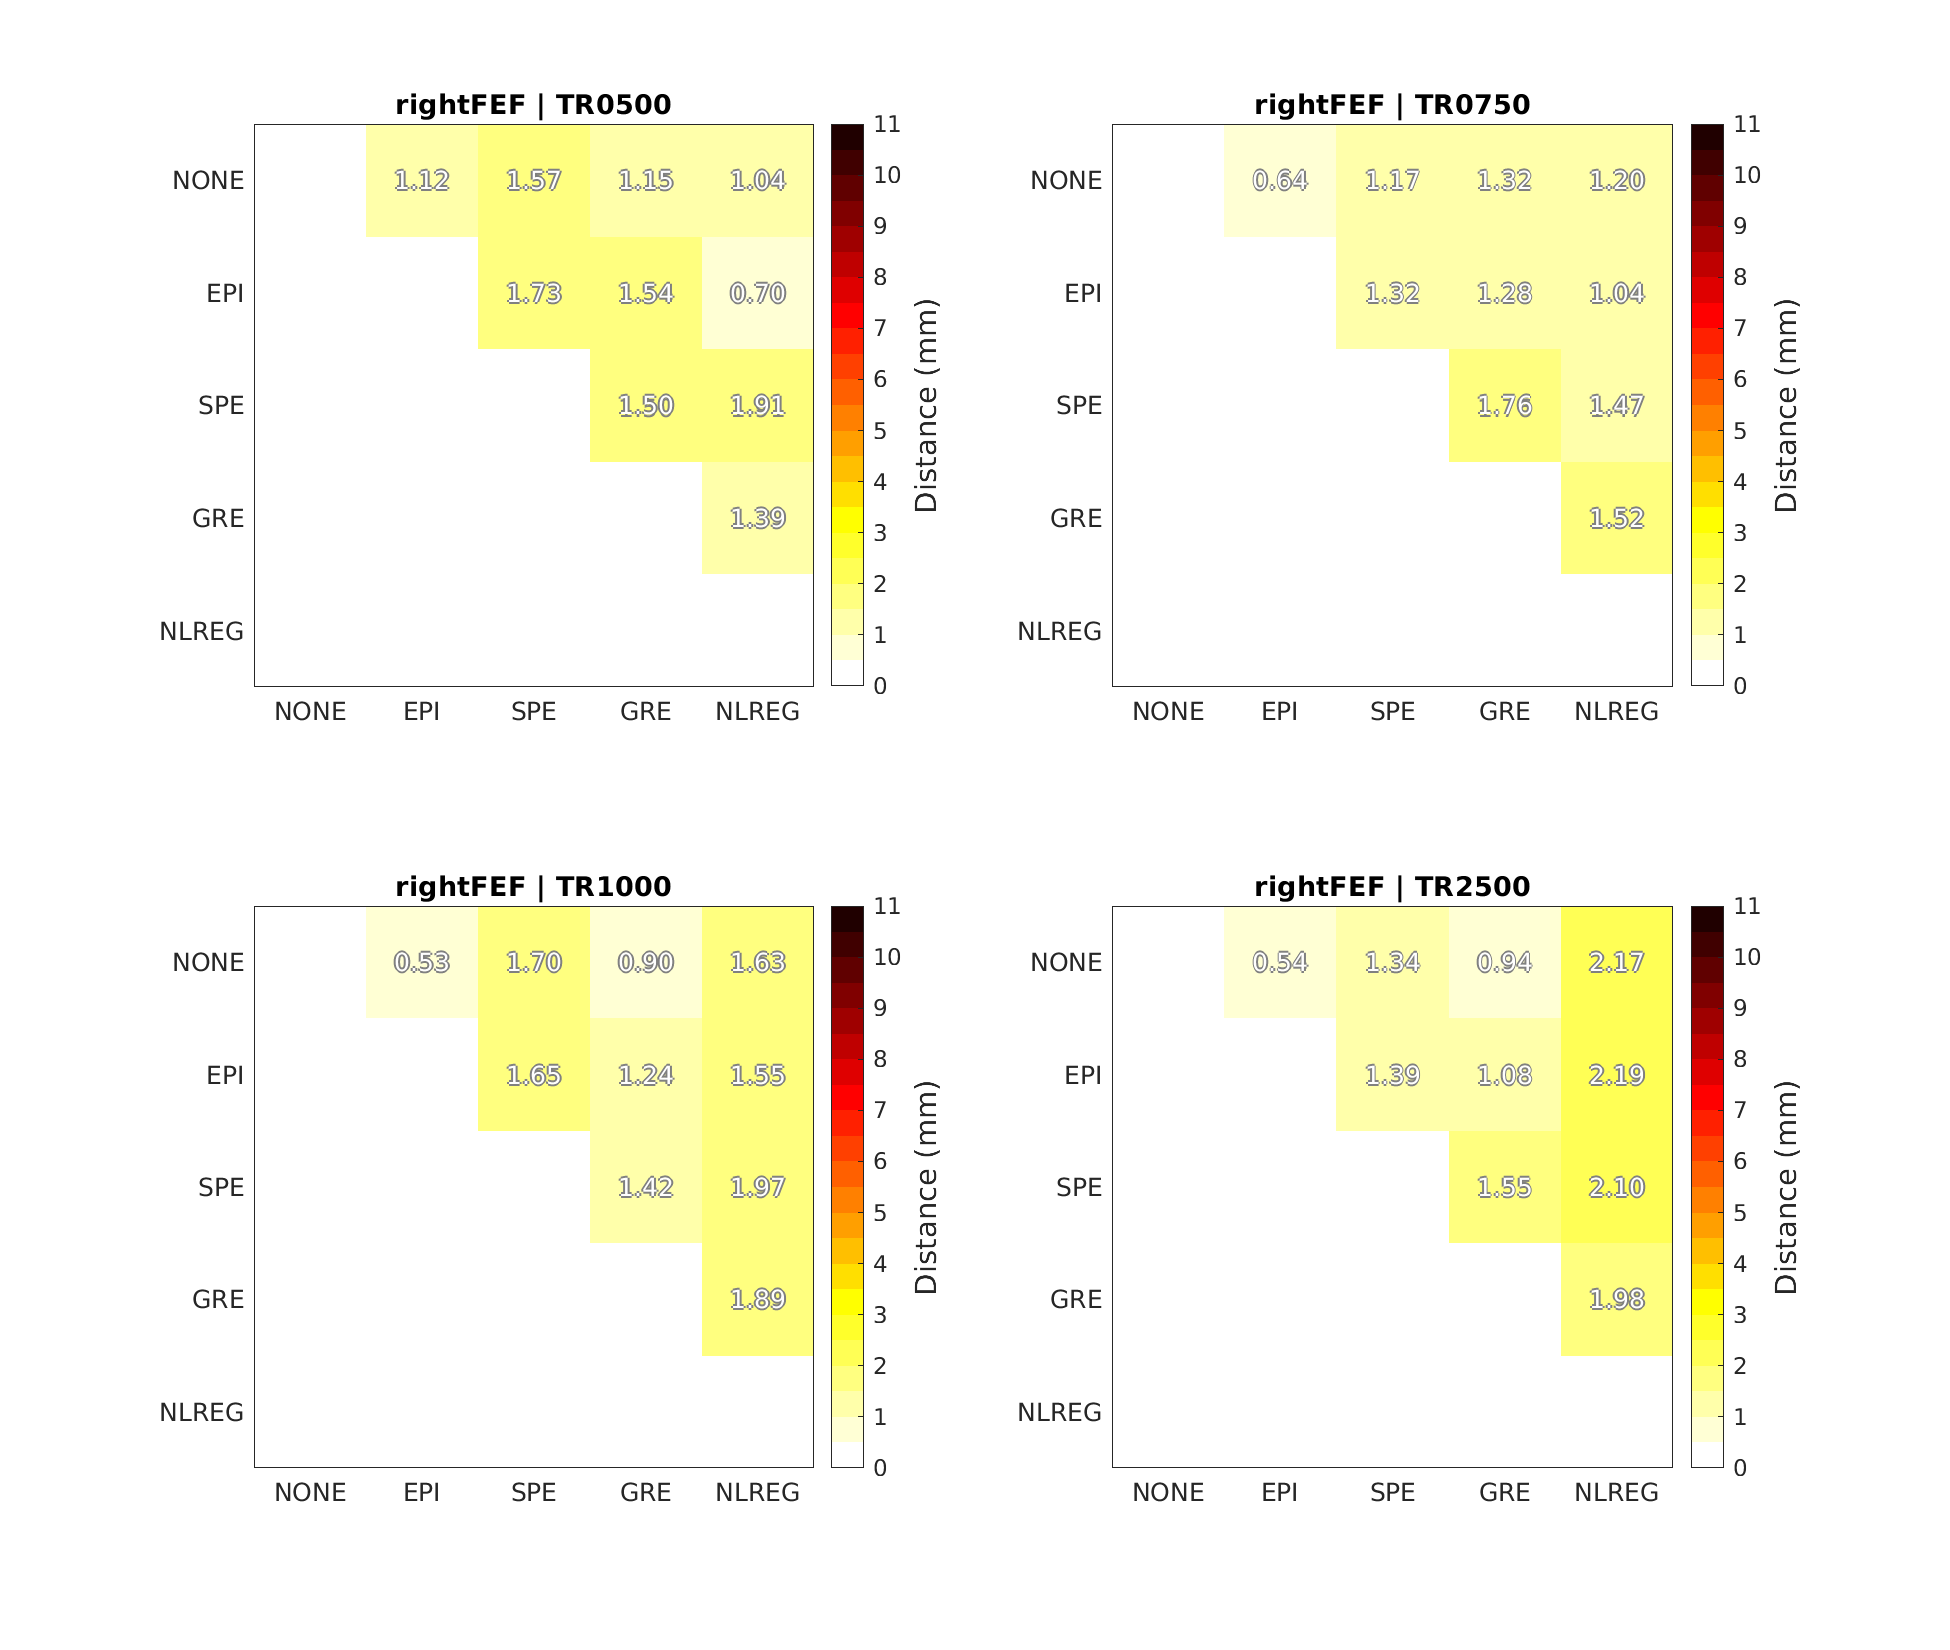 rightFEF | TR0500
NONE 1.12 1.57 1.15 1.04
EPI 1.73 1.54 0.70
SPE 1.50 1.91
GRE 1.39
NLREG
NONE EPI SPE GRE NLREG
11
10
9
8
7
6
5
4
3
2
1
0
Distance (mm)
rightFEF | TR0750
NONE 0.64 1.17 1.32 1.20
EPI 1.32 1.28 1.04
SPE 1.76 1.47
GRE 1.52
NLREG
NONE EPI SPE GRE NLREG
11
10
9
8
7
6
5
4
3
2
1
0
Distance (mm)
rightFEF | TR1000
NONE 0.53 1.70 0.90 1.63
EPI 1.65 1.24 1.55
SPE 1.42 1.97
GRE 1.89
NLREG
NONE EPI SPE GRE NLREG
11
10
9
8
7
6
5
4
3
2
1
0
Distance (mm)
rightFEF | TR2500
NONE 0.54 1.34 0.94 2.17
EPI 1.39 1.08 2.19
SPE 1.55 2.10
GRE 1.98
NLREG
NONE EPI SPE GRE NLREG
11
10
9
8
7
6
5
4
3
2
1
0
Distance (mm)